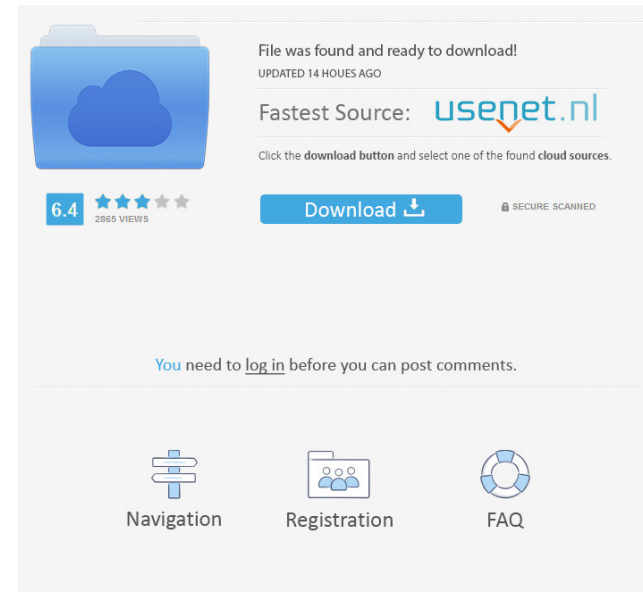 File was found and ready to download!
UPDATED 14 HOUES AGO
Fastest Source: usenet.nl
Click the download button and select one of the found cloud sources.
6.4
2865 VIEWS
Download
SECURE SCANNED
You need to log in before you can post comments.
Navigation
Registration
FAQ